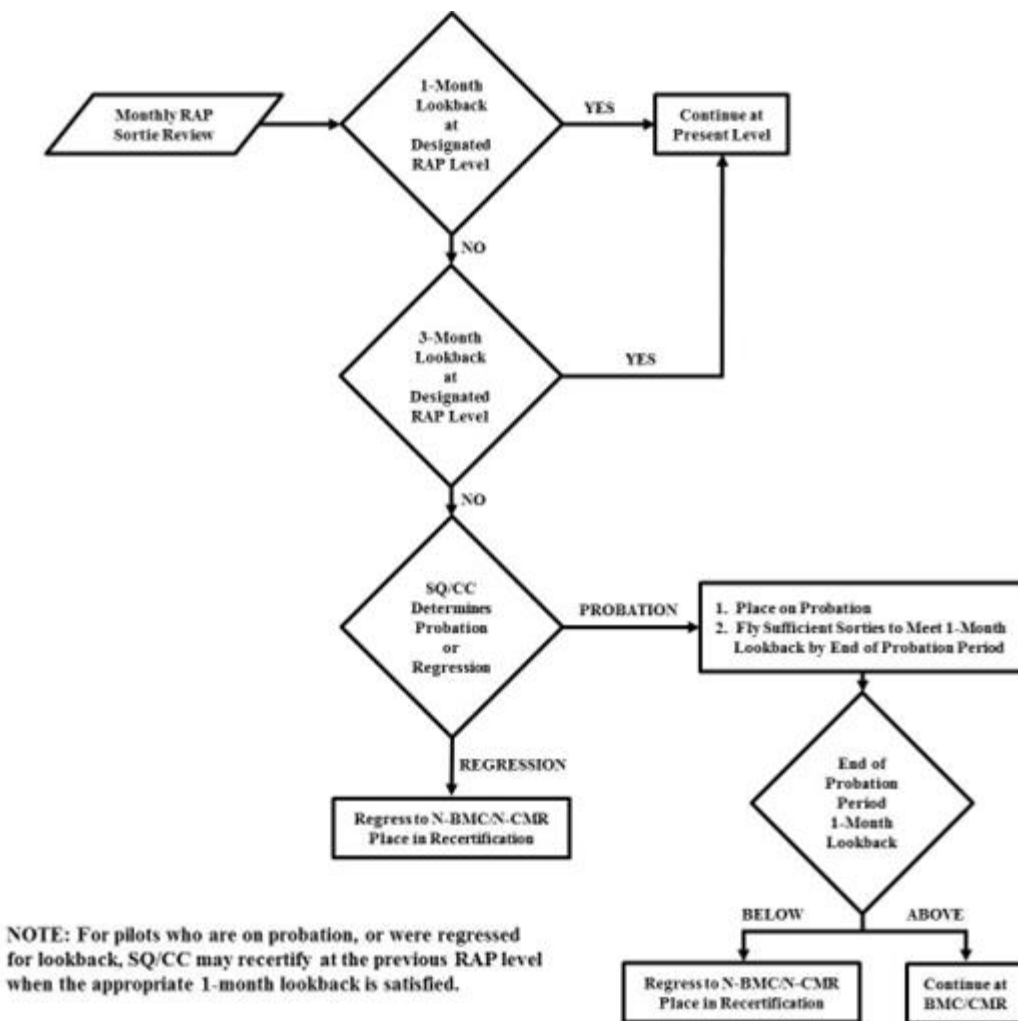 Monthly RAP
Sortie Review
1-Month
Lookback
at
Designated
RAP Level
YES
Continue at
Present Level
NO
3-Month
Lookback
at
Designated
RAP Level
YES
NO
SQ/CC
Determines
Probation
or
Regression
PROBATION
1. Place on Probation
2. Fly Sufficient Sorties to Meet 1-Month
Lookback by End of Probation Period
REGRESSION
Regress to N-BMC/N-CMR
Place in Recertification
End of
Probation
Period
1-Month
Lookback
BELOW
ABOVE
Regress to N-BMC/N-CMR
Place in Recertification
Continue at
BMC/CMR
NOTE: For pilots who are on probation, or were regressed
for lookback, SQ/CC may recertify at the previous RAP level
when the appropriate 1-month lookback is satisfied.